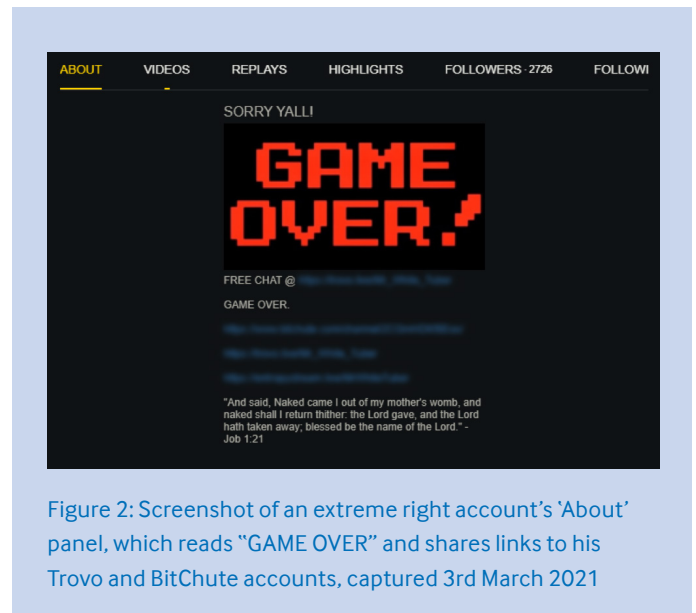 ABOUT VIDEOS REPLAYS HIGHLIGHTS FOLLOWERS · 2726 FOLLOWI
SORRY YALL!
GAME
OVER!
FREE CHAT @
GAME OVER.
"And said, Naked came I out of my mother's womb, and
naked shall I return thither: the Lord gave, and the Lord
hath taken away; blessed be the name of the Lord." -
Job 1:21
Figure 2: Screenshot of an extreme right account's 'About'
panel, which reads "GAME OVER" and shares links to his
Trovo and BitChute accounts, captured 3rd March 2021